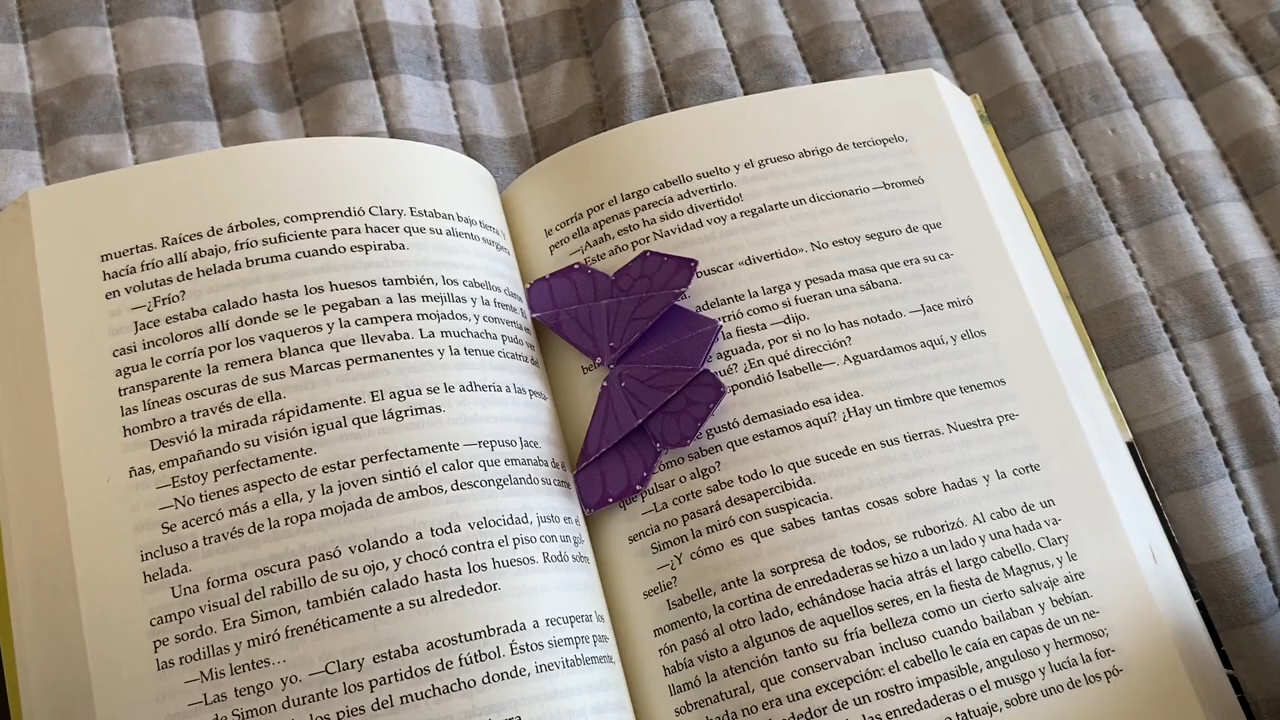 muertas. Raíces de árboles, comprendió Clary. Estaban bajo tierra, y
hacía frío allí abajo, frío suficiente para hacer que su aliento surgiera
en volutas de helada bruma cuando espiraba.
—¿Frío?
Jace estaba calado hasta los huesos también, los cabellos claros
casi incoloros allí donde se le pegaban a las mejillas y la frente. El
agua le corría por los vaqueros y la campera mojados, y convertía en
transparente la remera blanca que llevaba. La muchacha pudo ver
las líneas oscuras de sus Marcas permanentes y la tenue cicatriz del
hombro a través de ella.
Desvió la mirada rápidamente. El agua se le adhería a las pesta-
ñas, empañando su visión igual que lágrimas.
—Estoy perfectamente.
—No tienes aspecto de estar perfectamente —repuso Jace.
Se acercó más a ella, y la joven sintió el calor que emanaba de él
incluso a través de la ropa mojada de ambos, descongelando su carne
helada.
Una forma oscura pasó volando a toda velocidad, justo en el
campo visual del rabillo de su ojo, y chocó contra el piso con un gol-
pe sordo. Era Simon, también calado hasta los huesos. Rodó sobre
las rodillas y miró frenéticamente a su alrededor.
—Mis lentes...
—Las tengo yo. —Clary estaba acostumbrada a recuperar los
de Simon durante los partidos de fútbol. Éstos siempre pare-
los pies del muchacho donde, inevitablemente,
tierra.
le corría por el largo cabello suelto y el grueso abrigo de terciopelo,
pero ella apenas parecía advertirlo.
—¡Aaah, esto ha sido divertido!
—Este año por Navidad voy a regalarte un diccionario —bromeó
buscar «divertido». No estoy seguro de que
adelante la larga y pesada masa que era su ca-
rrió como si fueran una sábana.
la fiesta —dijo.
aguada, por si no lo has notado. —Jace miró
qué? ¿En qué dirección?
pondió Isabelle—. Aguardamos aquí, y ellos
gustó demasiado esa idea.
ómo saben que estamos aquí? ¿Hay un timbre que tenemos
que pulsar o algo?
—La corte sabe todo lo que sucede en sus tierras. Nuestra pre-
sencia no pasará desapercibida.
Simon la miró con suspicacia.
—¿Y cómo es que sabes tantas cosas sobre hadas y la corte
seelie?
Isabelle, ante la sorpresa de todos, se ruborizó. Al cabo de un
momento, la cortina de enredaderas se hizo a un lado y una hada va-
rón pasó al otro lado, echándose hacia atrás el largo cabello. Clary
había visto a algunos de aquellos seres, en la fiesta de Magnus, y le
llamó la atención tanto su fría belleza como un cierto salvaje aire
sobrenatural, que conservaban incluso cuando bailaban y bebían.
hada no era una excepción: el cabello le caía en capas de un ne-
dedor de un rostro impasible, anguloso y hermoso;
las enredaderas o el musgo y lucía la for-
tatuaje, sobre uno de los pó-